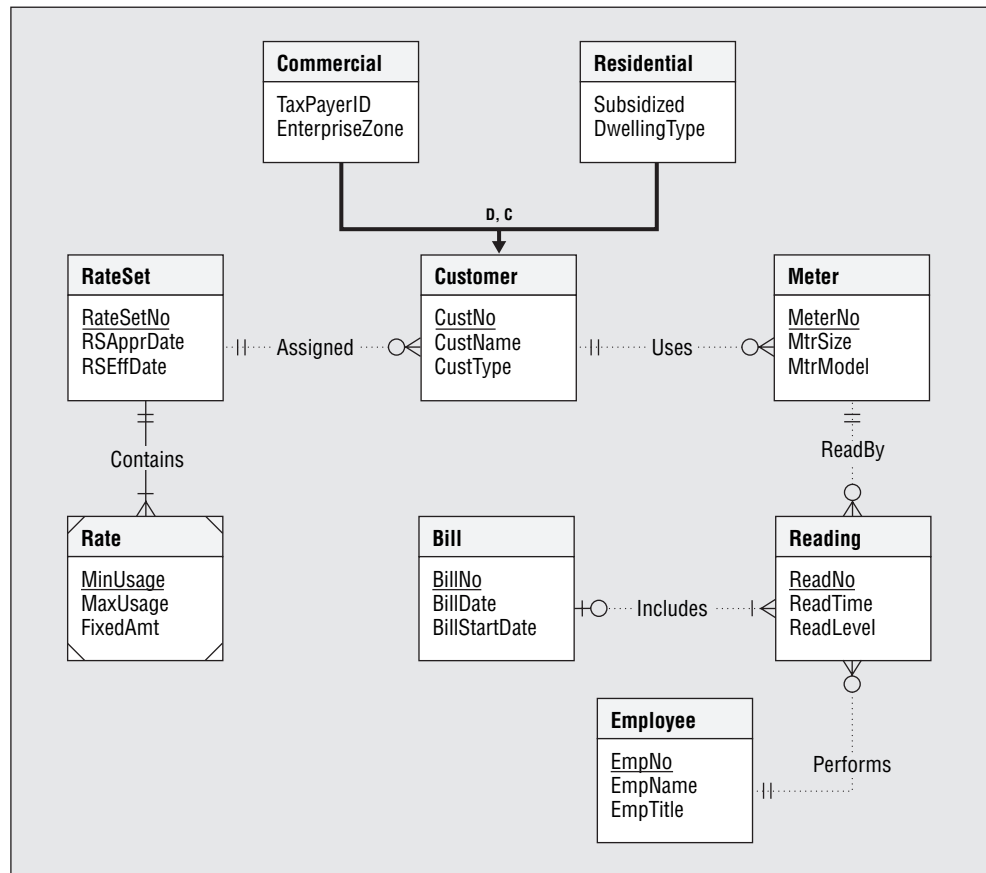 Commercial
TaxPayerID
EnterpriseZone
Residential
Subsidized
DwellingType
D, C
RateSet
RateSetNo
RSApprDate
RSEffDate
Assigned
Customer
CustNo
CustName
CustType
Uses
Meter
MeterNo
MtrSize
MtrModel
Contains
ReadBy
Rate
MinUsage
MaxUsage
FixedAmt
Bill
BillNo
BillDate
BillStartDate
Includes
Reading
ReadNo
ReadTime
ReadLevel
Employee
EmpNo
EmpName
EmpTitle
Performs